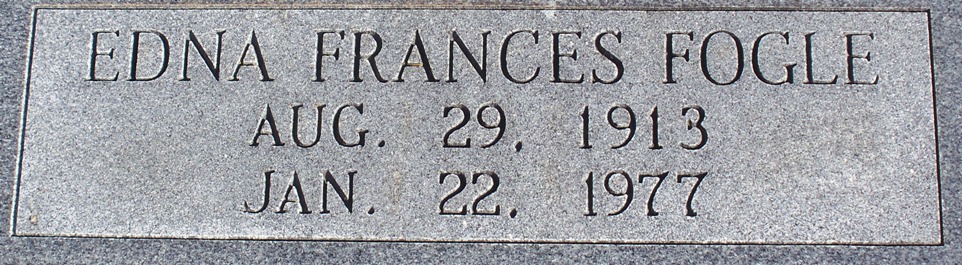 EDNA FRANCES FOGLE
AUG. 29, 1913
JAN. 22, 1977